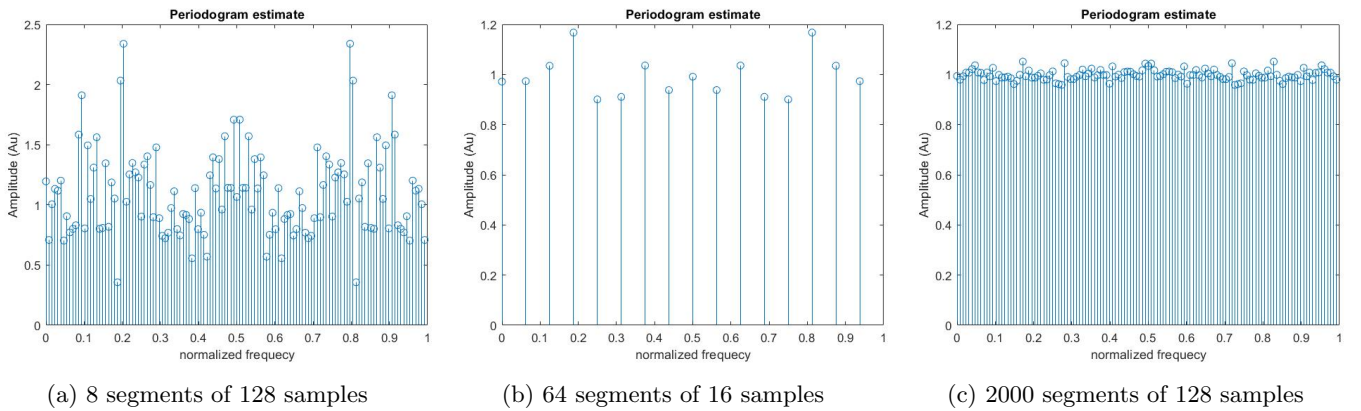 Periodogram estimate
Amplitude (Au)
2.5
2
1.5
1
0.5
0
0 0.1 0.2 0.3 0.4 0.5 0.6 0.7 0.8 0.9 1
normalized frequecy
(a) 8 segments of 128 samples
Periodogram estimate
Amplitude (Au)
1.2
1
0.8
0.6
0.4
0.2
0
0 0.1 0.2 0.3 0.4 0.5 0.6 0.7 0.8 0.9 1
normalized frequecy
(b) 64 segments of 16 samples
Periodogram estimate
Amplitude (Au)
1.2
1
0.8
0.6
0.4
0.2
0
0 0.1 0.2 0.3 0.4 0.5 0.6 0.7 0.8 0.9 1
normalized frequecy
(c) 2000 segments of 128 samples